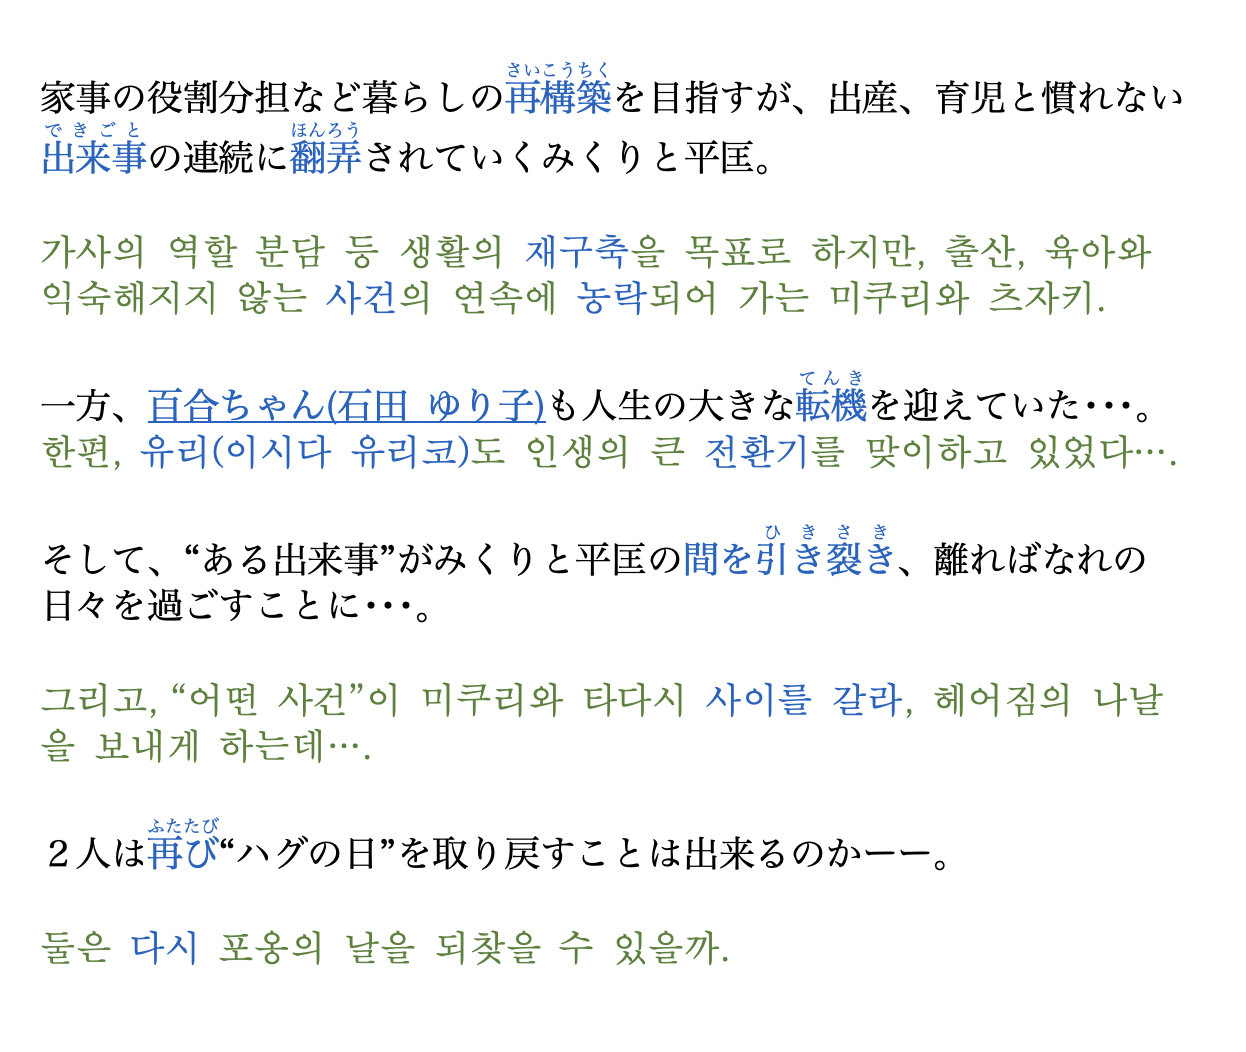 さいこうちく
家事の役割分担など暮らしの再構築を目指すが、出産、育児と慣れない
できごと ほんろう
出来事の連続に翻弄されていくみくりと平匡。
가사의 역할 분담 등 생활의 재구축을 목표로 하지만, 출산, 육아와
익숙해지지 않는 사건의 연속에 농락되어 가는 미쿠리와 츠자키.
てんき
一方、百合ちゃん(石田 ゆり子)も人生の大きな転機を迎えていた・・・。
한편, 유리(이시다 유리코)도 인생의 큰 전환기를 맞이하고 있었다….
ひきさき
そして、“ある出来事”がみくりと平匡の間を引き裂き、離ればなれの
日々を過ごすことに・・・。
그리고, “어떤 사건”이 미쿠리와 타다시 사이를 갈라, 헤어짐의 나날
을 보내게 하는데….
ふたたび
２人は再び“ハグの日”を取り戻すことは出来るのかーー。
둘은 다시 포옹의 날을 되찾을 수 있을까.